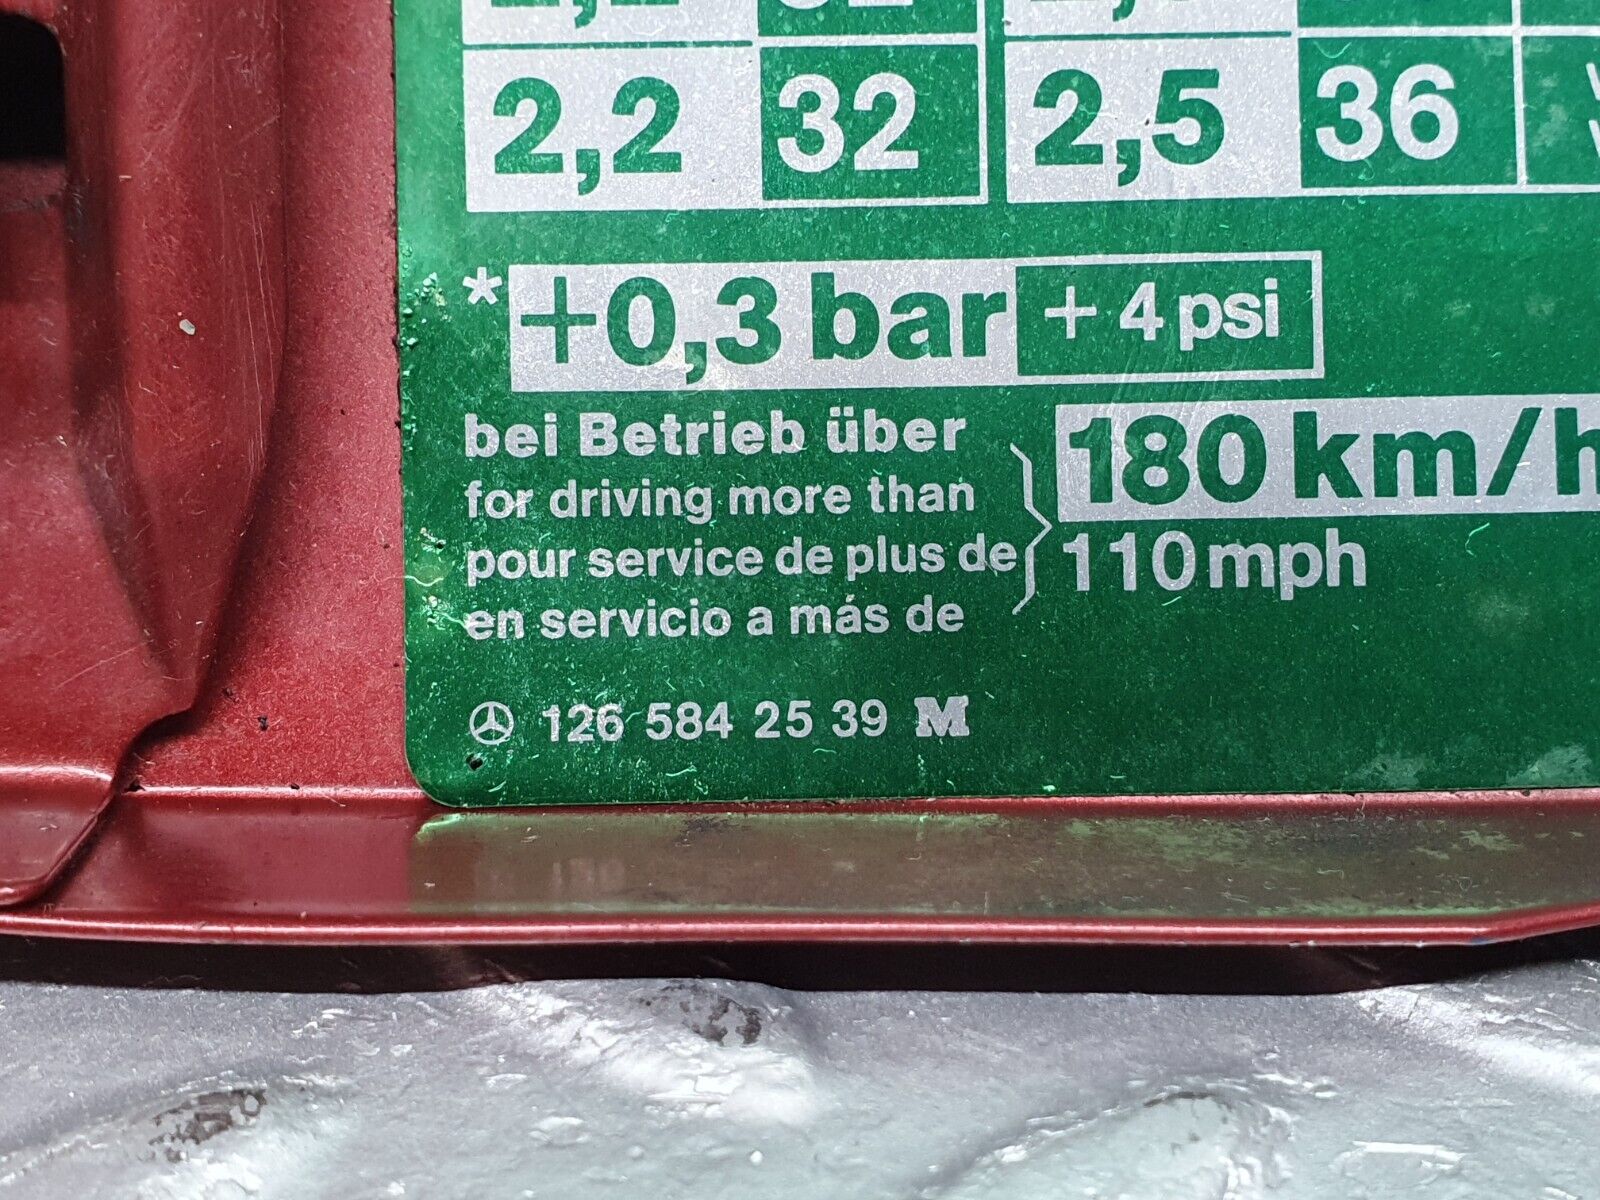 2,2 32 2,5 36
*+0,3 bar + 4 psi
bei Betrieb über
for driving more than
pour service de plus de
en servicio a más de
180 km/h
110 mph
126 584 25 39 M